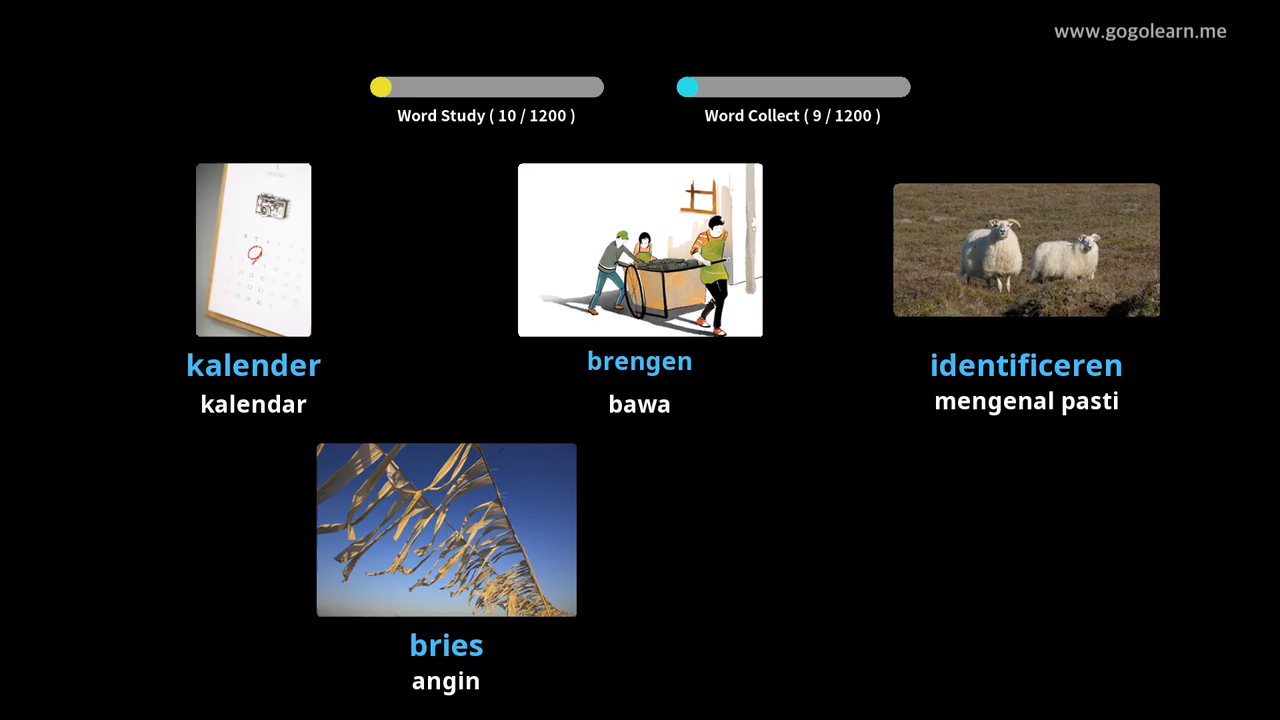 www.gogolearn.me
Word Study ( 10 / 1200 )
Word Collect ( 9 / 1200 )
kalender
kalendar
brengen
bawa
identificeren
mengenal pasti
bries
angin